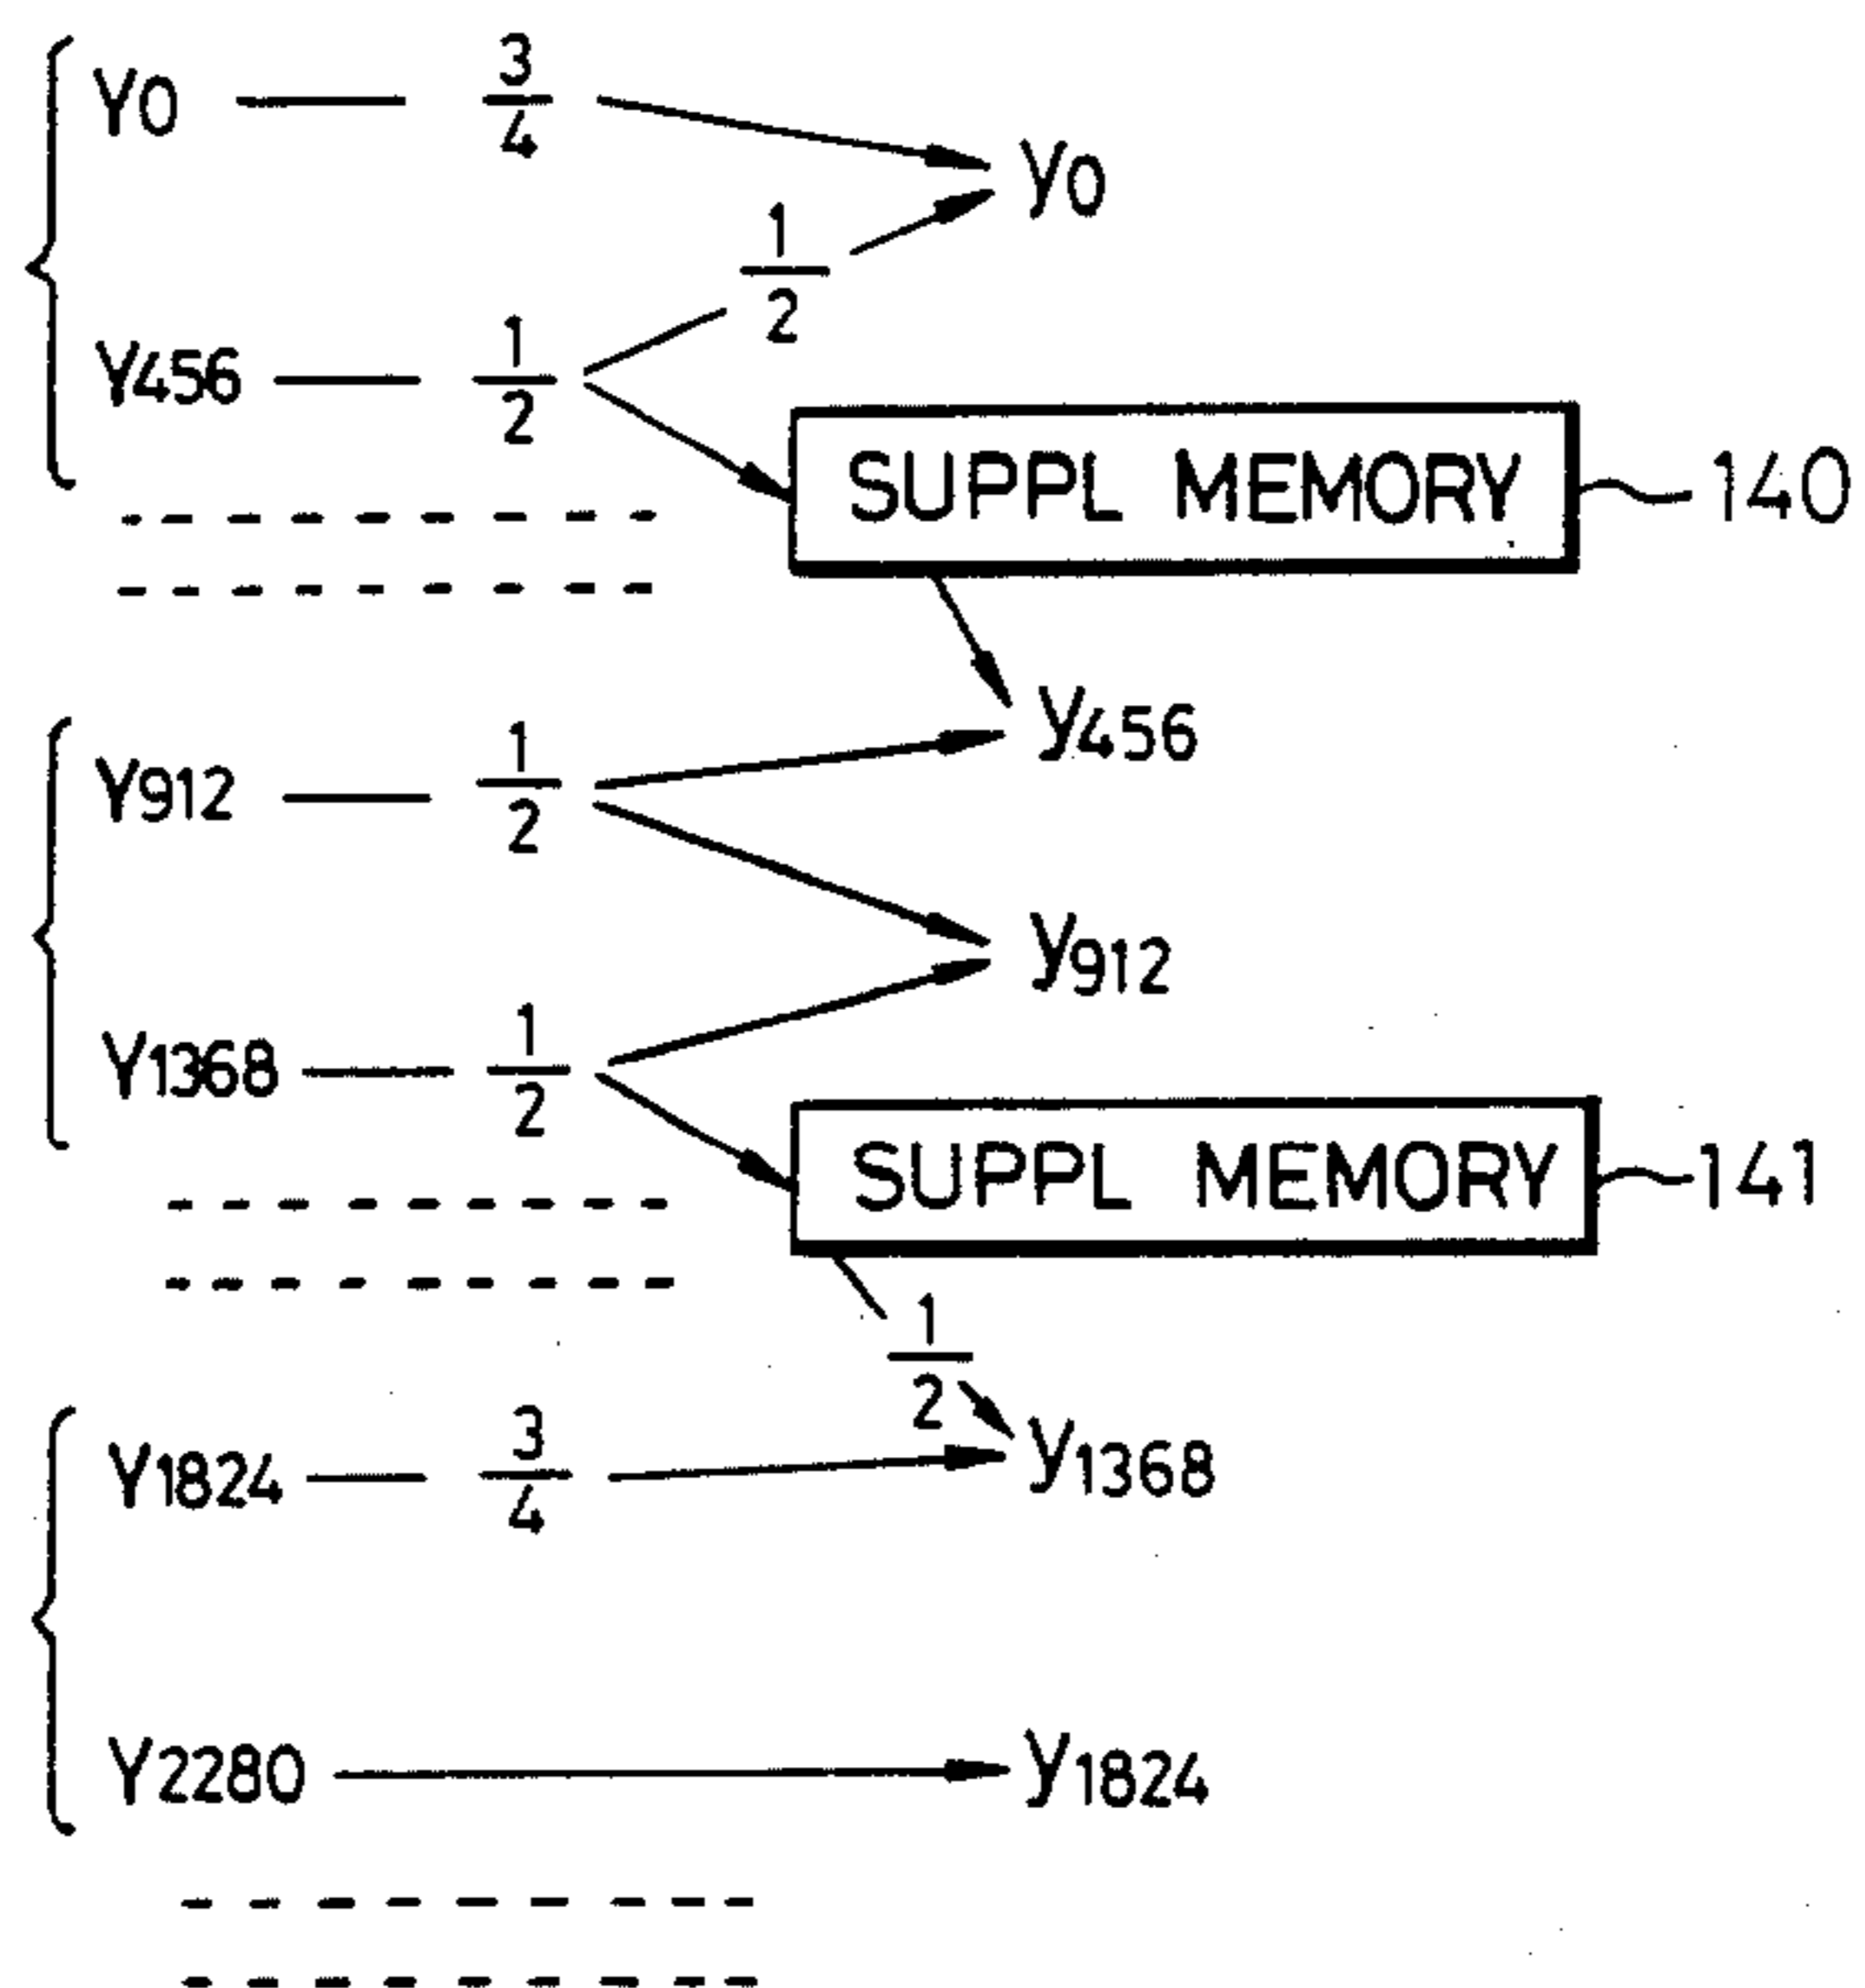 Y0 3/4
y0
1/2
Y456 1/2
SUPPL MEMORY 140
y456
Y912 1/2
y912
Y1368 1/2
SUPPL MEMORY 141
1/2
Y1824 3/4 y1368
Y2280 y1824